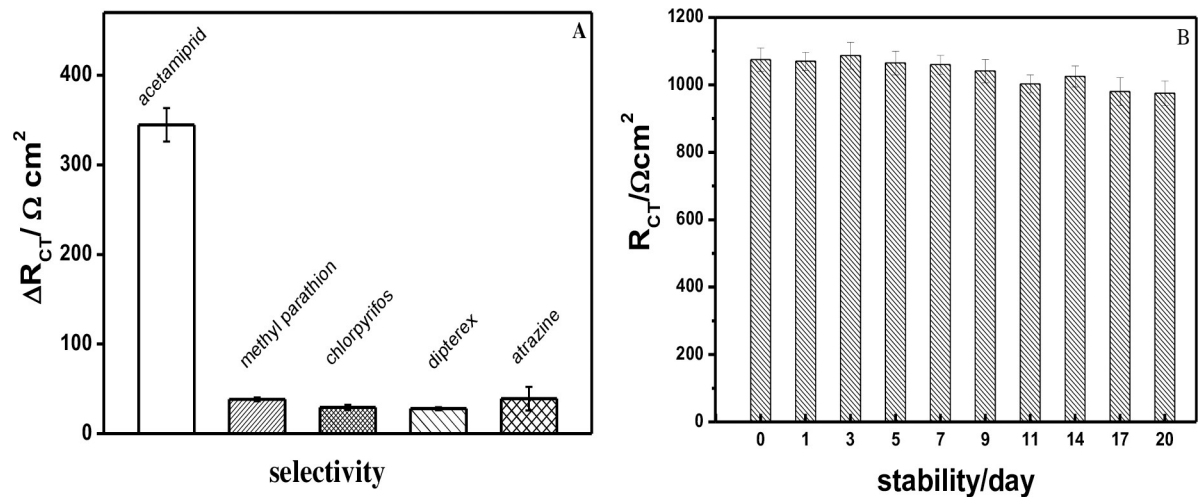 A
400
300
200
100
0
ΔR_CT/ Ω cm²
acetamiprid
methyl parathion
chlorpyrifos
dipterex
atrazine
selectivity
B
1200
1000
800
600
400
200
0
R_CT/Ωcm²
0 1 3 5 7 9 11 14 17 20
stability/day